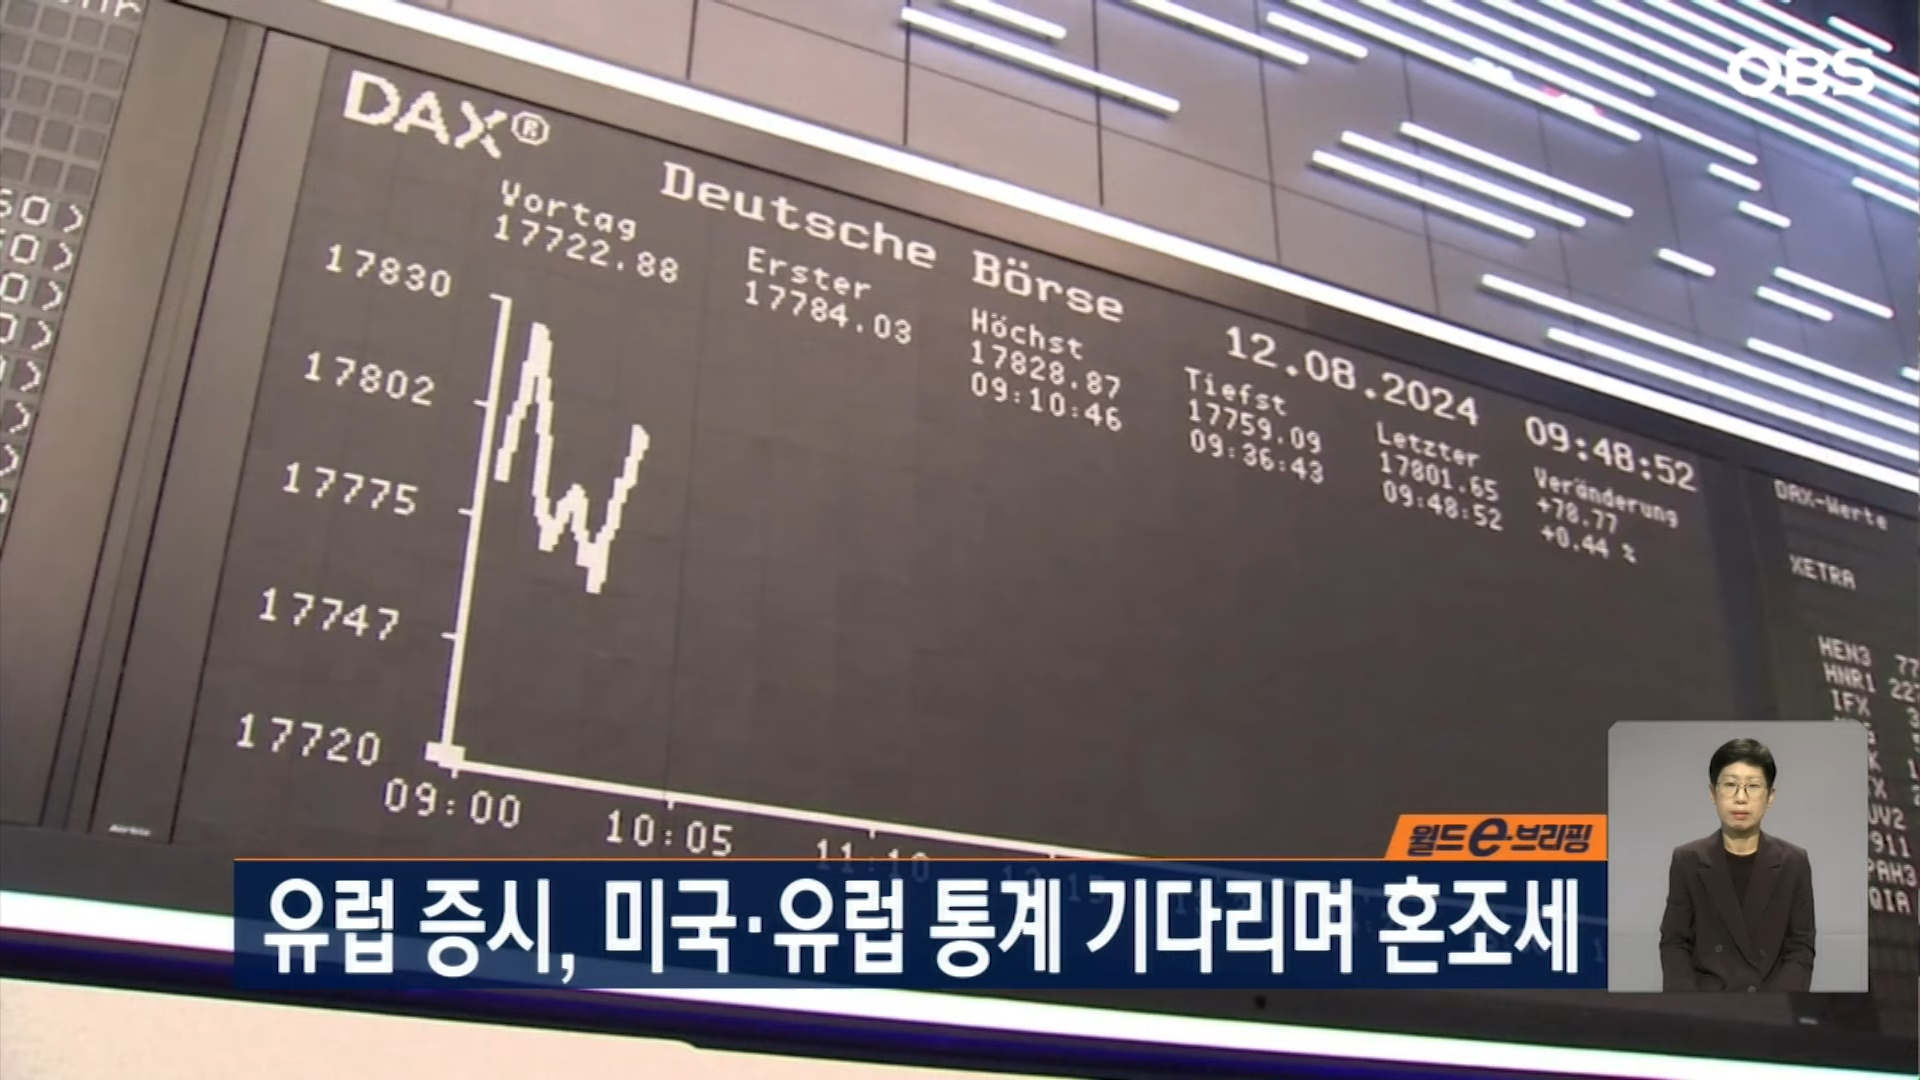 OBS
DAX®
Deutsche Börse
12.08.2024 09:48:52
Vortag
17722.88
Erster
17784.03
Höchst
17828.87
09:10:46
Tiefst
17759.09
09:36:43
Letzter
17801.65
09:48:52
Veränderung
+78.77
+0.44 %
17830
17802
17775
17747
17720
09:00
10:05
11:10
DAX-Werte
XETRA
HEN3
HNR1
IFX
월드e·브리핑
유럽 증시, 미국·유럽 통계 기다리며 혼조세